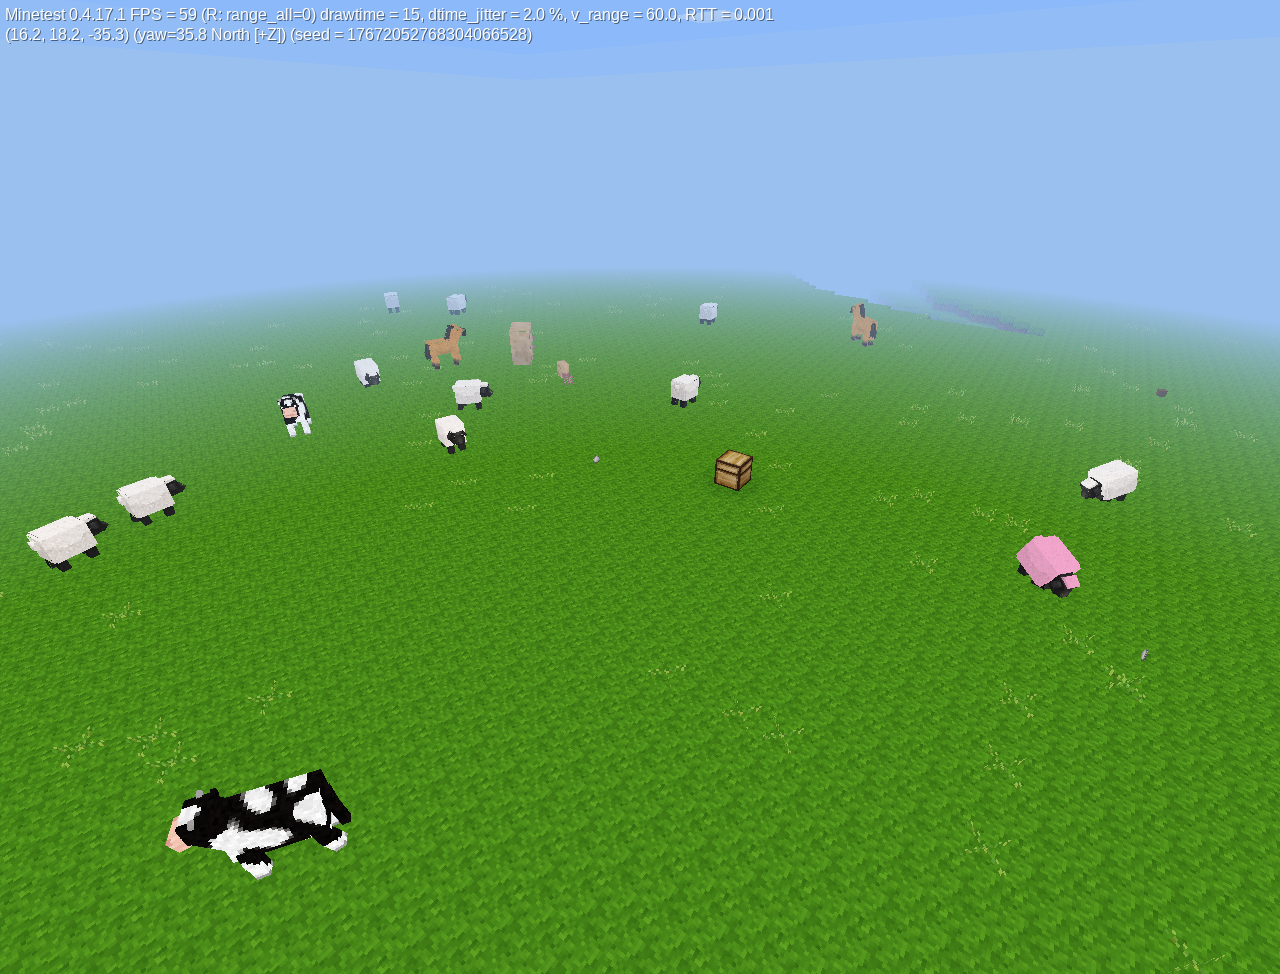 Minetest 0.4.17.1 FPS = 59 (R: range_all=0) drawtime = 15, dtime_jitter = 2.0 %, v_range = 60.0, RTT = 0.001
(16.2, 18.2, -35.3) (yaw=35.8 North [+Z]) (seed = 17672052768304066528)